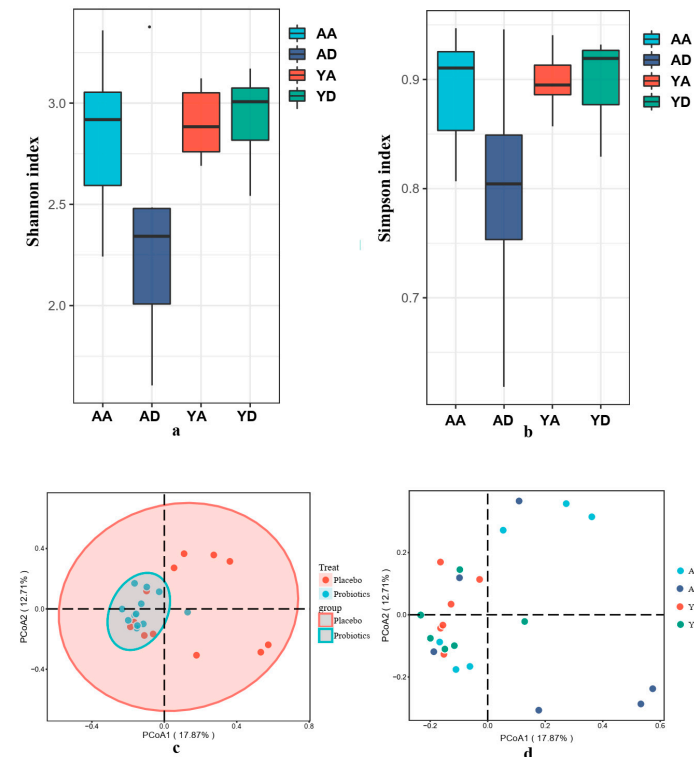 Shannon index
3.0
2.5
2.0
AA
AD
YA
YD
AA AD YA YD
a
Simpson index
0.9
0.8
0.7
AA
AD
YA
YD
AA AD YA YD
b
PCoA2 ( 12.71% )
0.4
0.0
−0.4
−0.4 0.0 0.4 0.8
PCoA1 ( 17.87% )
c
Treat
Placebo
Probiotics
group
Placebo
Probiotics
PCoA2 ( 12.71% )
0.2
0.0
−0.2
−0.2 0.0 0.2 0.4 0.6
PCoA1 ( 17.87% )
d
A
A
Y
Y